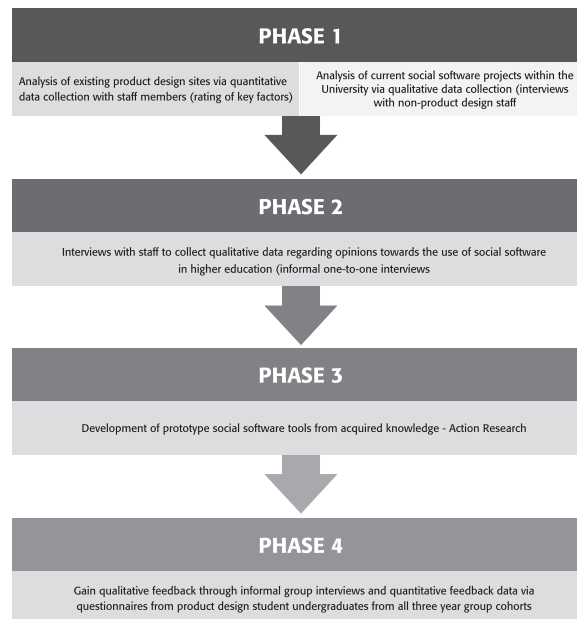 PHASE 1
Analysis of existing product design sites via quantitative
data collection with staff members (rating of key factors)
Analysis of current social software projects within the
University via qualitative data collection (interviews
with non-product design staff
PHASE 2
Interviews with staff to collect qualitative data regarding opinions towards the use of social software
in higher education (informal one-to-one interviews
PHASE 3
Development of prototype social software tools from acquired knowledge - Action Research
PHASE 4
Gain qualitative feedback through informal group interviews and quantitative feedback data via
questionnaires from product design student undergraduates from all three year group cohorts